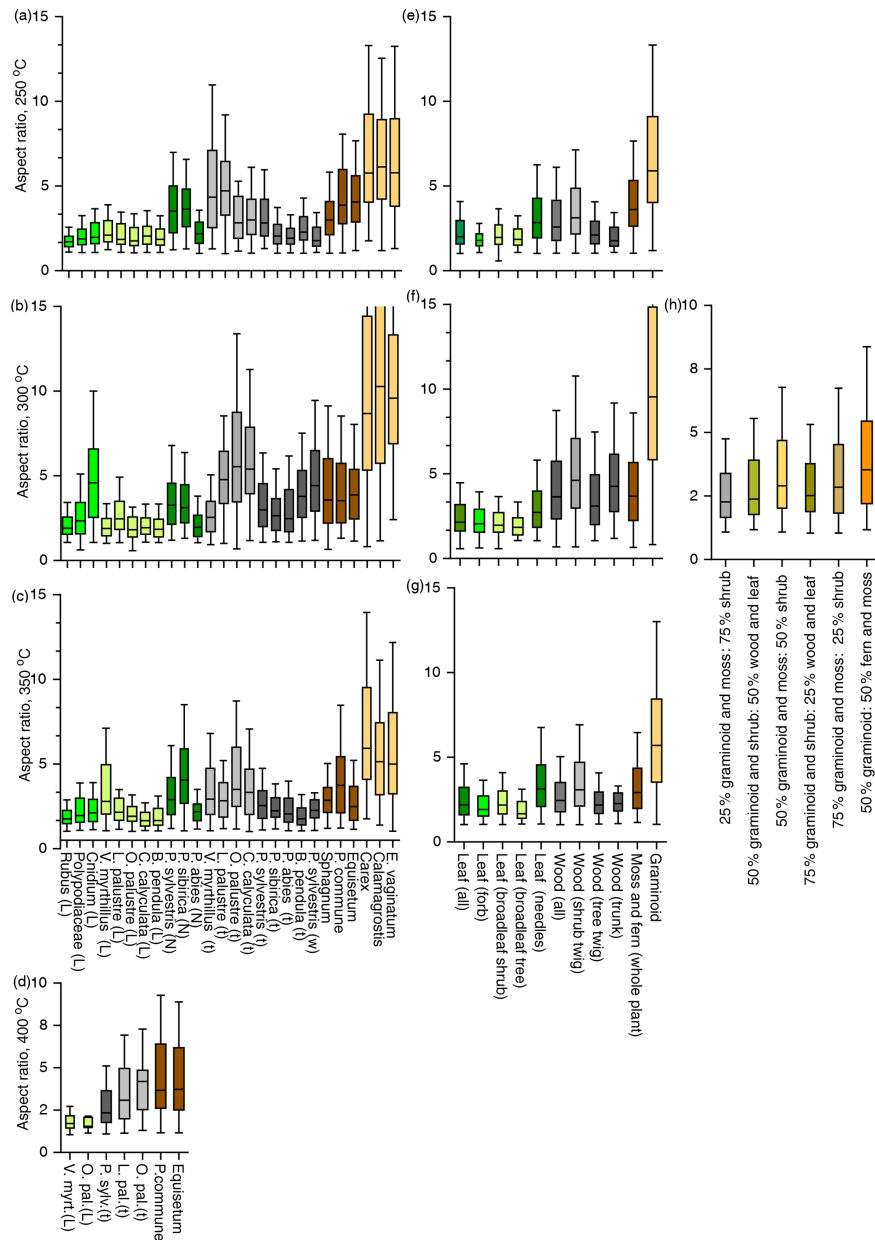 (a)
15
10
5
0
Aspect ratio, 250 °C
(e)
15
10
5
0
(b)
15
10
5
0
Aspect ratio, 300 °C
(f)
15
10
5
0
(h)
10
8
5
2
0
25 % graminoid and moss: 75 % shrub
50 % graminoid and shrub: 50 % wood and leaf
50 % graminoid and moss: 50 % shrub
75 % graminoid and shrub: 25 % wood and leaf
75 % graminoid and moss: 25 % shrub
50 % graminoid: 50 % fern and moss
(c)
15
10
5
0
Aspect ratio, 350 °C
Rubus (L)
Polypodiaceae (L)
Cnidium (L)
V. myrthillus (L)
L. palustre (L)
O. palustre (L)
C. calyculata (L)
B. pendula (L)
P. sylvestris (N)
P. sibirica (N)
P. abies (N)
V. myrthillus (t)
L. palustre (t)
O. palustre (t)
C. calyculata (t)
P. sylvestris (t)
P. sibirica (t)
P. abies (t)
B. pendula (t)
P. sylvestris (w)
Sphagnum
P. commune
Equisetum
Carex
Calamagrostis
E. vaginatum
(g)
15
10
5
0
Leaf (all)
Leaf (forb)
Leaf (broadleaf shrub)
Leaf (broadleaf tree)
Leaf (needles)
Wood (all)
Wood (shrub twig)
Wood (tree twig)
Wood (trunk)
Moss and fern (whole plant)
Graminoid
(d)
10
8
5
2
0
Aspect ratio, 400 °C
V. myrt.(L)
O. pal.(L)
P. sylv.(t)
L. pal.(t)
O. pal.(t)
P.commune
Equisetum